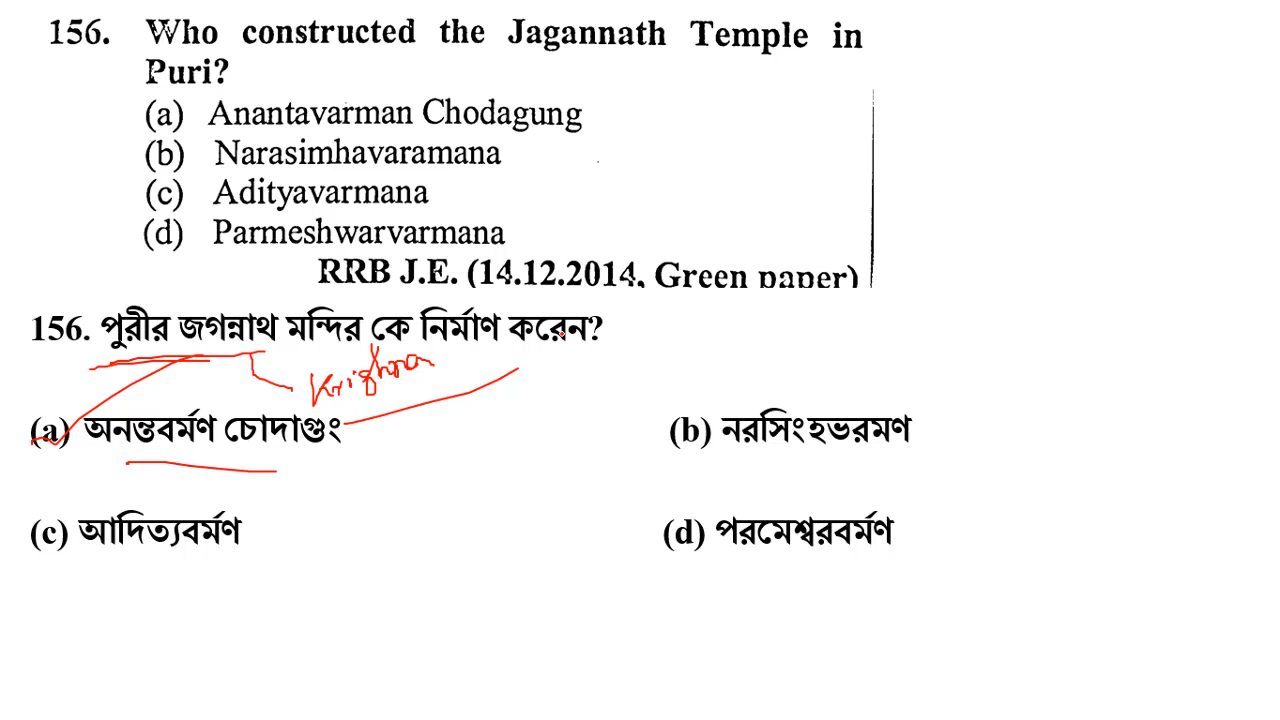 156. Who constructed the Jagannath Temple in
Puri?
(a) Anantavarman Chodagung
(b) Narasimhavaramana
(c) Adityavarmana
(d) Parmeshwarvarmana
RRB J.E. (14.12.2014, Green paper)
156. পুরীর জগন্নাথ মন্দির কে নির্মাণ করেন?
Krishna
(a) অনন্তবর্মণ চোদাগুং (b) নরসিংহভরমণ
(c) আদিত্যবর্মণ (d) পরমেশ্বরবর্মণ